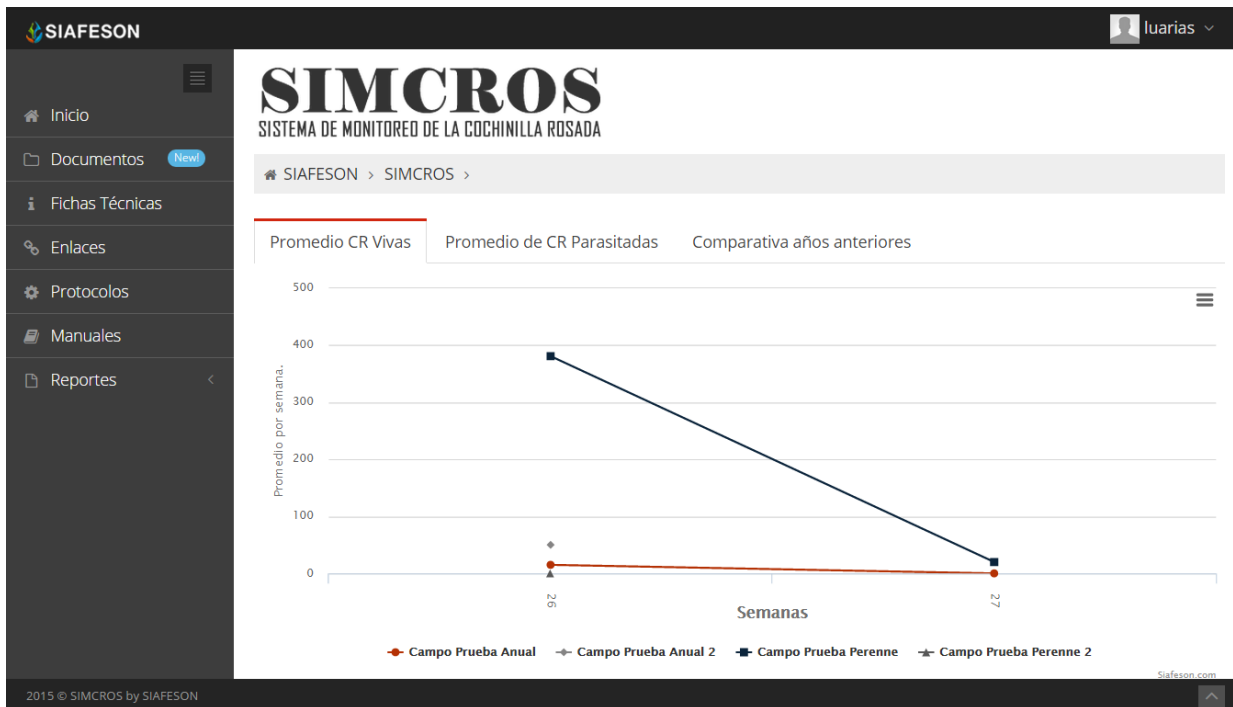 SIAFESON
luarias
Inicio
Documentos New!
Fichas Técnicas
Enlaces
Protocolos
Manuales
Reportes
SIMCROS
SISTEMA DE MONITOREO DE LA COCHINILLA ROSADA
SIAFESON > SIMCROS >
Promedio CR Vivas Promedio de CR Parasitadas Comparativa años anteriores
Promedio por semana.
500
400
300
200
100
0
26 27
Semanas
Campo Prueba Anual Campo Prueba Anual 2 Campo Prueba Perenne Campo Prueba Perenne 2
Siafeson.com
2015 © SIMCROS by SIAFESON